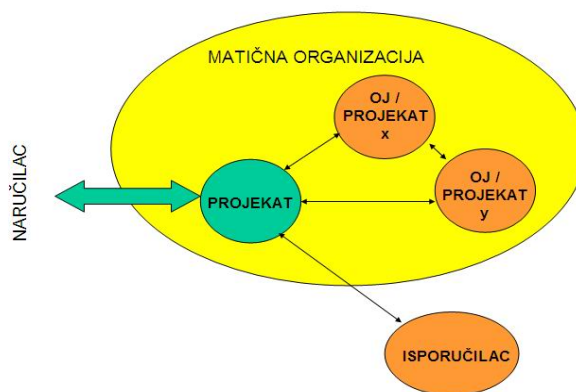 MATIČNA ORGANIZACIJA
OJ /
PROJEKAT
x
OJ /
PROJEKAT
y
NARUČILAC
PROJEKAT
ISPORUČILAC